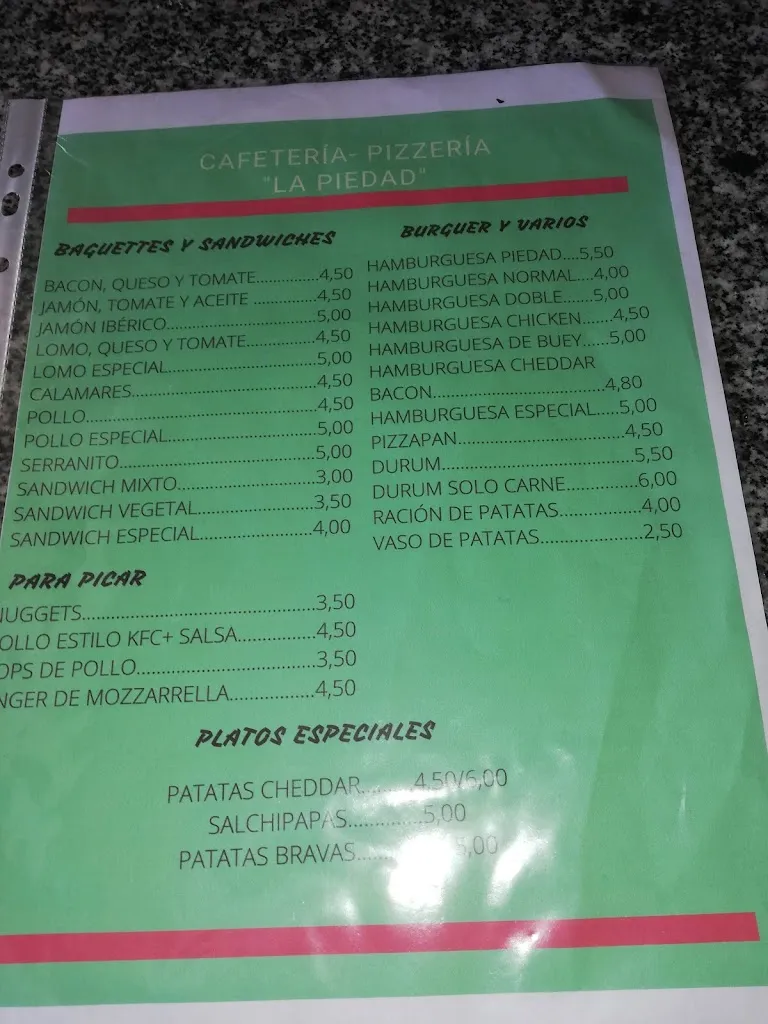 CAFETERÍA- PIZZERÍA
"LA PIEDAD"
BAGUETTES Y SANDWICHES
BACON, QUESO Y TOMATE..............4,50
JAMÓN, TOMATE Y ACEITE ..............4,50
JAMÓN IBÉRICO..............5,00
LOMO, QUESO Y TOMATE..............4,50
LOMO ESPECIAL..............5,00
CALAMARES..............4,50
POLLO..............4,50
POLLO ESPECIAL..............5,00
SERRANITO..............5,00
SANDWICH MIXTO..............3,00
SANDWICH VEGETAL..............3,50
SANDWICH ESPECIAL..............4,00
BURGUER Y VARIOS
HAMBURGUESA PIEDAD....5,50
HAMBURGUESA NORMAL....4,00
HAMBURGUESA DOBLE.......5,00
HAMBURGUESA CHICKEN.......4,50
HAMBURGUESA DE BUEY......5,00
HAMBURGUESA CHEDDAR
BACON..............4,80
HAMBURGUESA ESPECIAL.....5,00
PIZZAPAN..............4,50
DURUM..............5,50
DURUM SOLO CARNE..............6,00
RACIÓN DE PATATAS..............4,00
VASO DE PATATAS..............2,50
PARA PICAR
NUGGETS..............3,50
OLLO ESTILO KFC+ SALSA..............4,50
OPS DE POLLO..............3,50
NGER DE MOZZARRELLA..............4,50
PLATOS ESPECIALES
PATATAS CHEDDAR.........4,50/6,00
SALCHIPAPAS..............5,00
PATATAS BRAVAS..............5,00